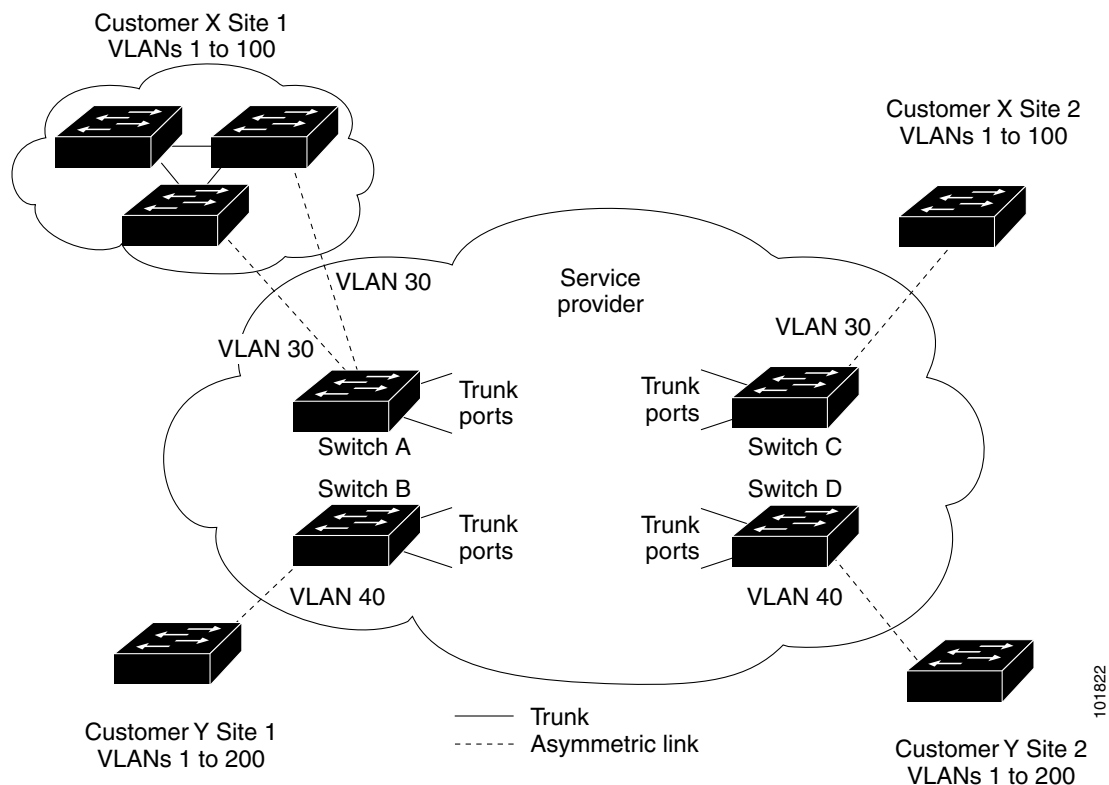 Customer X Site 1
VLANs 1 to 100
Customer X Site 2
VLANs 1 to 100
VLAN 30
Service
provider
VLAN 30
VLAN 30
Trunk
ports
Trunk
ports
Switch A
Switch C
Switch B
Switch D
Trunk
ports
Trunk
ports
VLAN 40
VLAN 40
Customer Y Site 1
VLANs 1 to 200
Trunk
Asymmetric link
Customer Y Site 2
VLANs 1 to 200
101822